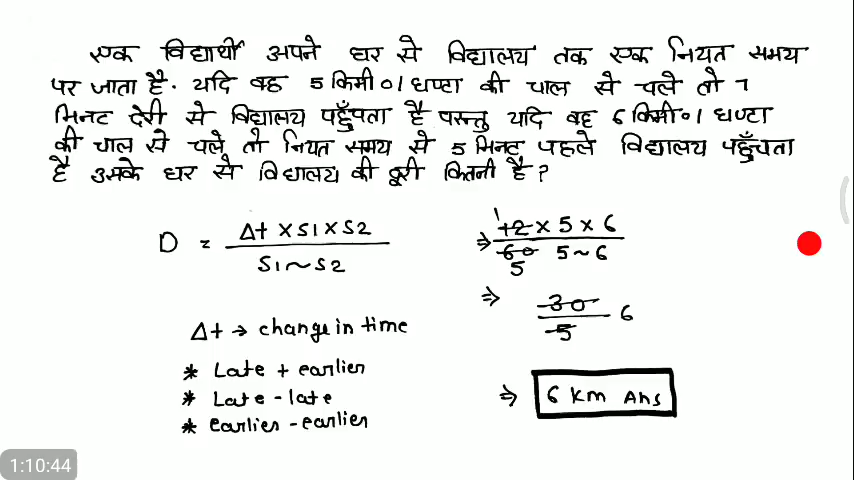 एक विद्यार्थी अपने घर से विद्यालय तक एक नियत समय
पर जाता है. यदि वह 5 किमी०/घण्टा की चाल से चले तो 7
मिनट देरी से विद्यालय पहुँचता है परन्तु यदि वह 6 किमी०/घण्टा
की चाल से चले तो नियत समय से 5 मिनट पहले विद्यालय पहुँचता
है उसके घर से विद्यालय की दूरी कितनी है?
D = Δt × S1 × S2
S1 ~ S2
Δt → change in time
* Late + earlier
* Late - late
* earlier - earlier
⇒ 1
12 × 5 × 6
60 5 ~ 6
5
⇒ 30
5 6
⇒ 6 km Ans
1:10:44